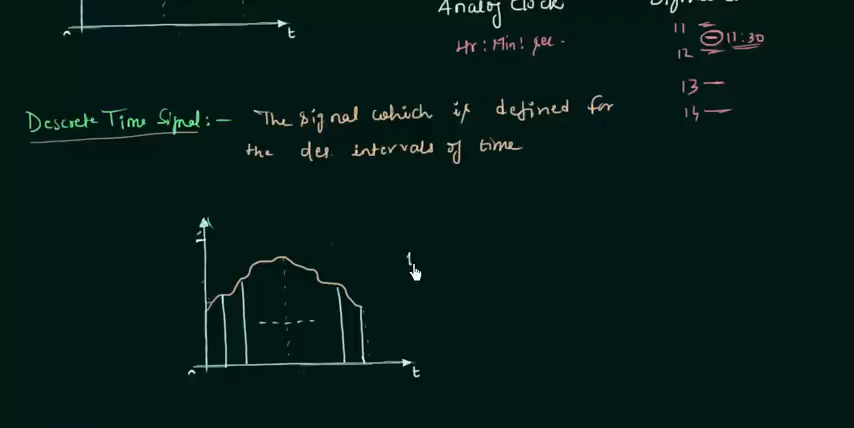 t
Analog Clock
Hr: Min: sec.
11
11:30
12
13
14
Descrete Time Signal:- The signal which is defined for
the des. intervals of time
t